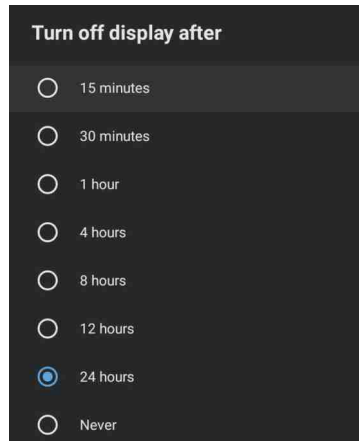 Turn off display after
15 minutes
30 minutes
1 hour
4 hours
8 hours
12 hours
24 hours
Never